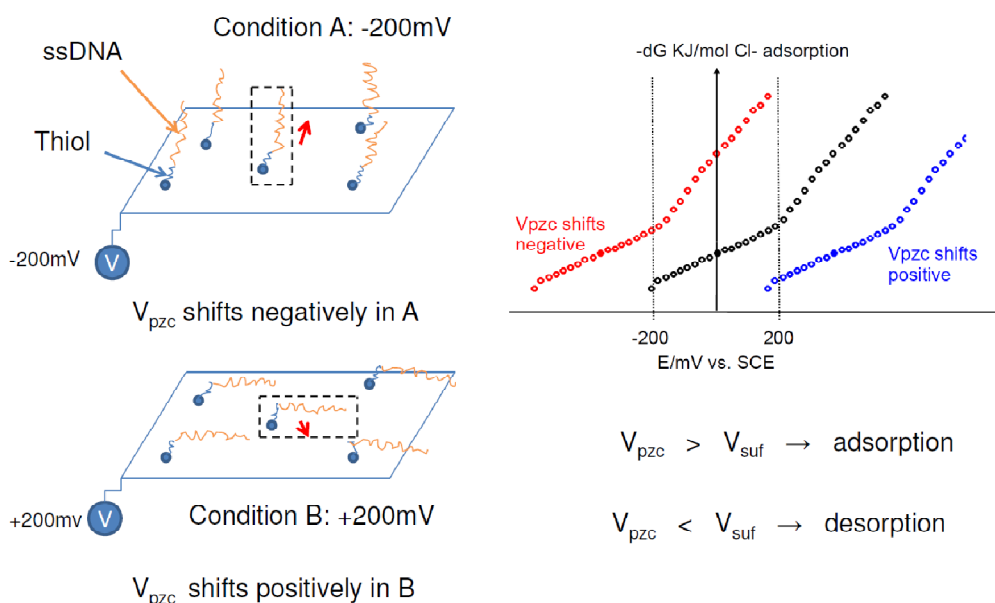 Condition A: -200mV
ssDNA
Thiol
-200mV
V
Vpzc shifts negatively in A
+200mv
V
Condition B: +200mV
Vpzc shifts positively in B
-dG KJ/mol Cl- adsorption
Vpzc shifts
negative
Vpzc shifts
positive
-200
200
E/mV vs. SCE
Vpzc > Vsuf → adsorption
Vpzc < Vsuf → desorption